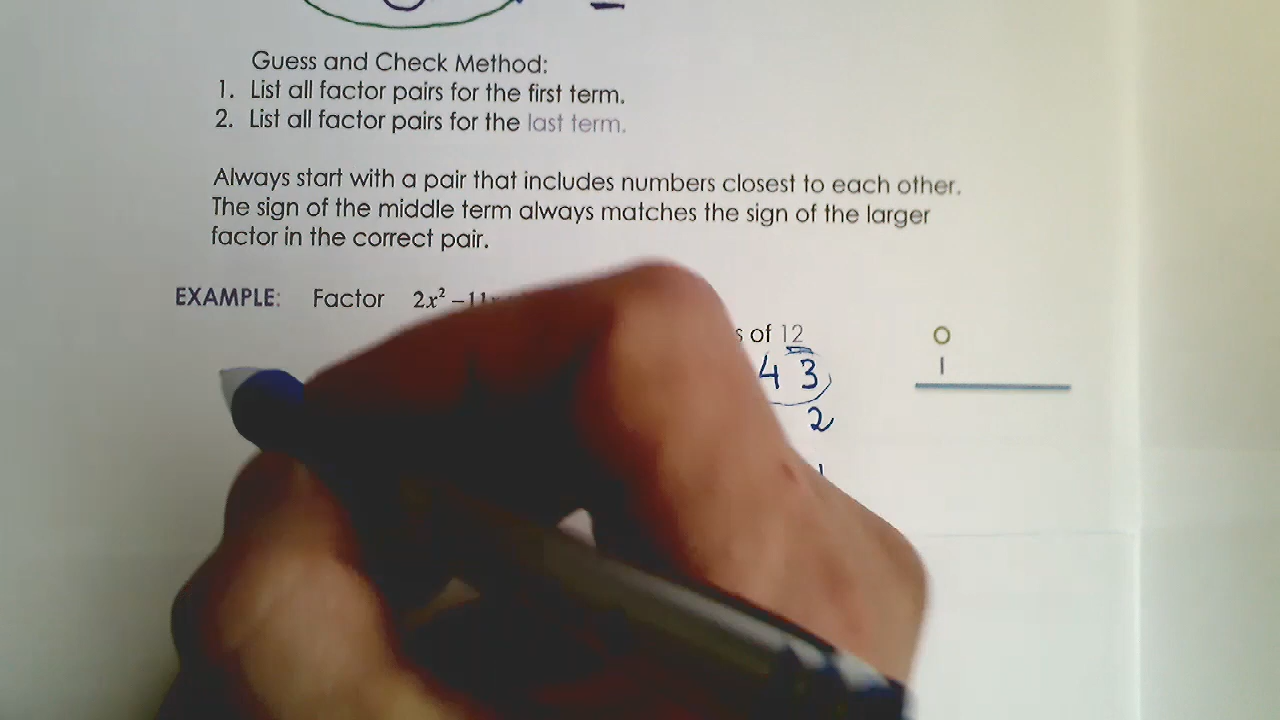 Guess and Check Method:
1. List all factor pairs for the first term.
2. List all factor pairs for the last term.
Always start with a pair that includes numbers closest to each other.
The sign of the middle term always matches the sign of the larger
factor in the correct pair.
EXAMPLE: Factor 2x² –11x
s of 12
4 3
2
O
I